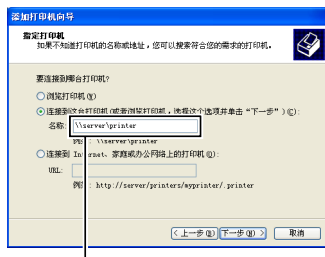 添加打印机向导
指定打印机
如果不知道打印机的名称或地址，您可以搜索符合您的需求的打印机。
要连接到哪台打印机?
浏览打印机(W)
连接到这台打印机(或者浏览打印机，选择这个选项并单击“下一步”)(C):
名称: \\server\printer
例如: \\server\printer
连接到 Internet、家庭或办公网络上的打印机(O):
URL:
例如: http://server/printers/myprinter/.printer
< 上一步(B) 下一步(N) > 取消